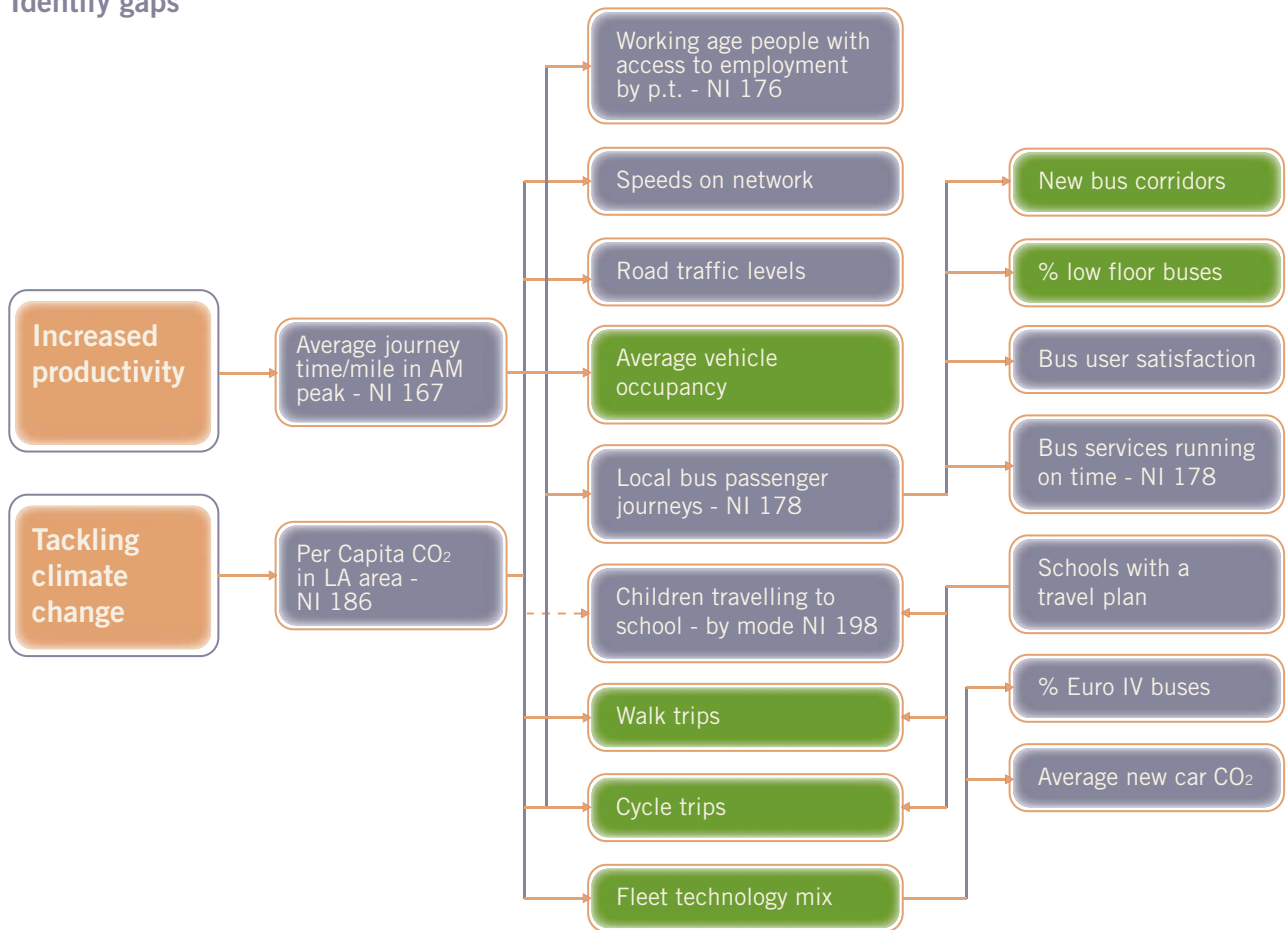 Identify gaps
Increased
productivity
Tackling
climate
change
Average journey
time/mile in AM
peak - NI 167
Per Capita CO₂
in LA area -
NI 186
Working age people with
access to employment
by p.t. - NI 176
Speeds on network
Road traffic levels
Average vehicle
occupancy
Local bus passenger
journeys - NI 178
Children travelling to
school - by mode NI 198
Walk trips
Cycle trips
Fleet technology mix
New bus corridors
% low floor buses
Bus user satisfaction
Bus services running
on time - NI 178
Schools with a
travel plan
% Euro IV buses
Average new car CO₂